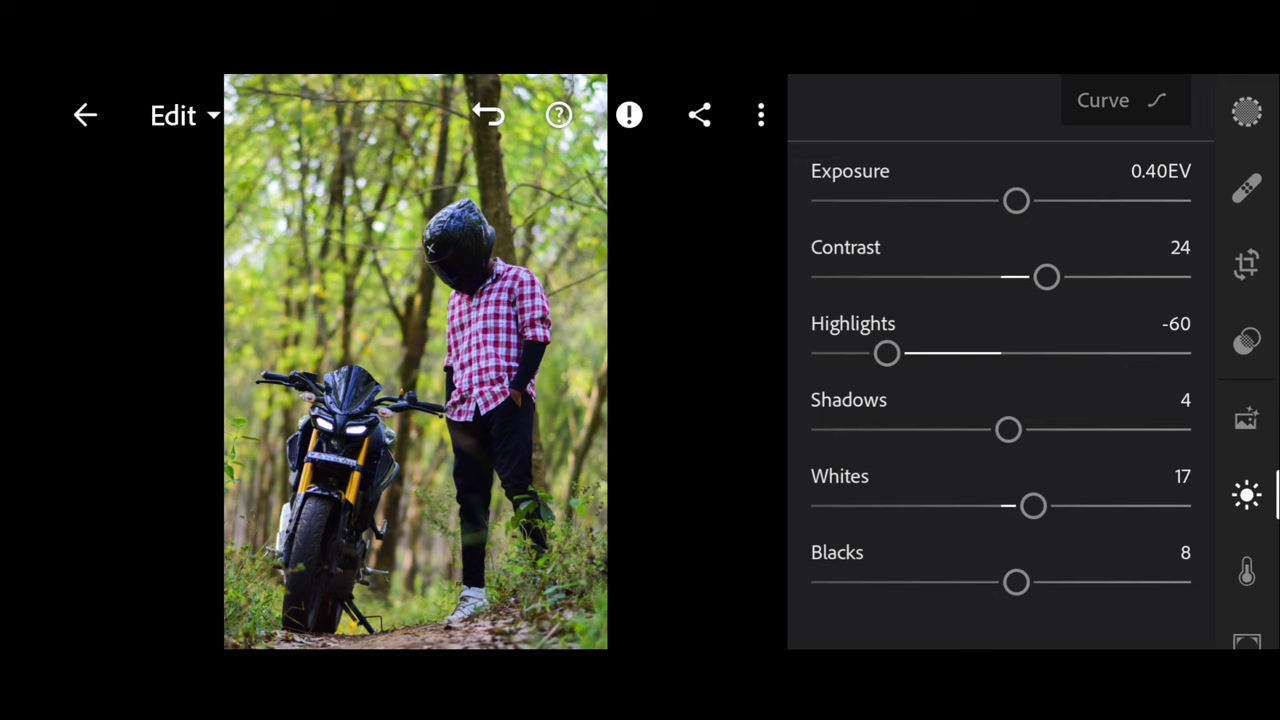 Edit
Curve
Exposure 0.40EV
Contrast 24
Highlights -60
Shadows 4
Whites 17
Blacks 8